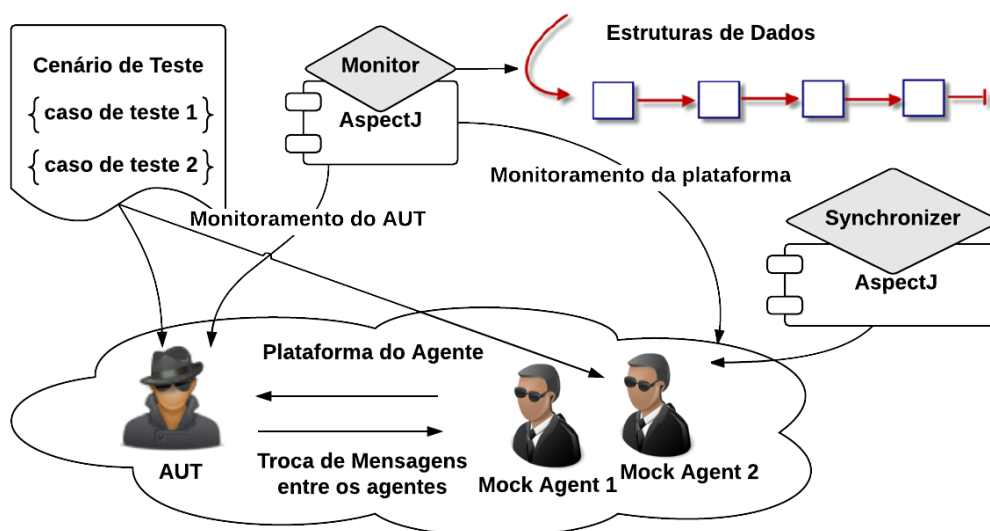 Cenário de Teste
{caso de teste 1}
{caso de teste 2}
Monitor
AspectJ
Estruturas de Dados
Monitoramento da plataforma
Monitoramento do AUT
Synchronizer
AspectJ
Plataforma do Agente
AUT
Troca de Mensagens
entre os agentes
Mock Agent 1
Mock Agent 2